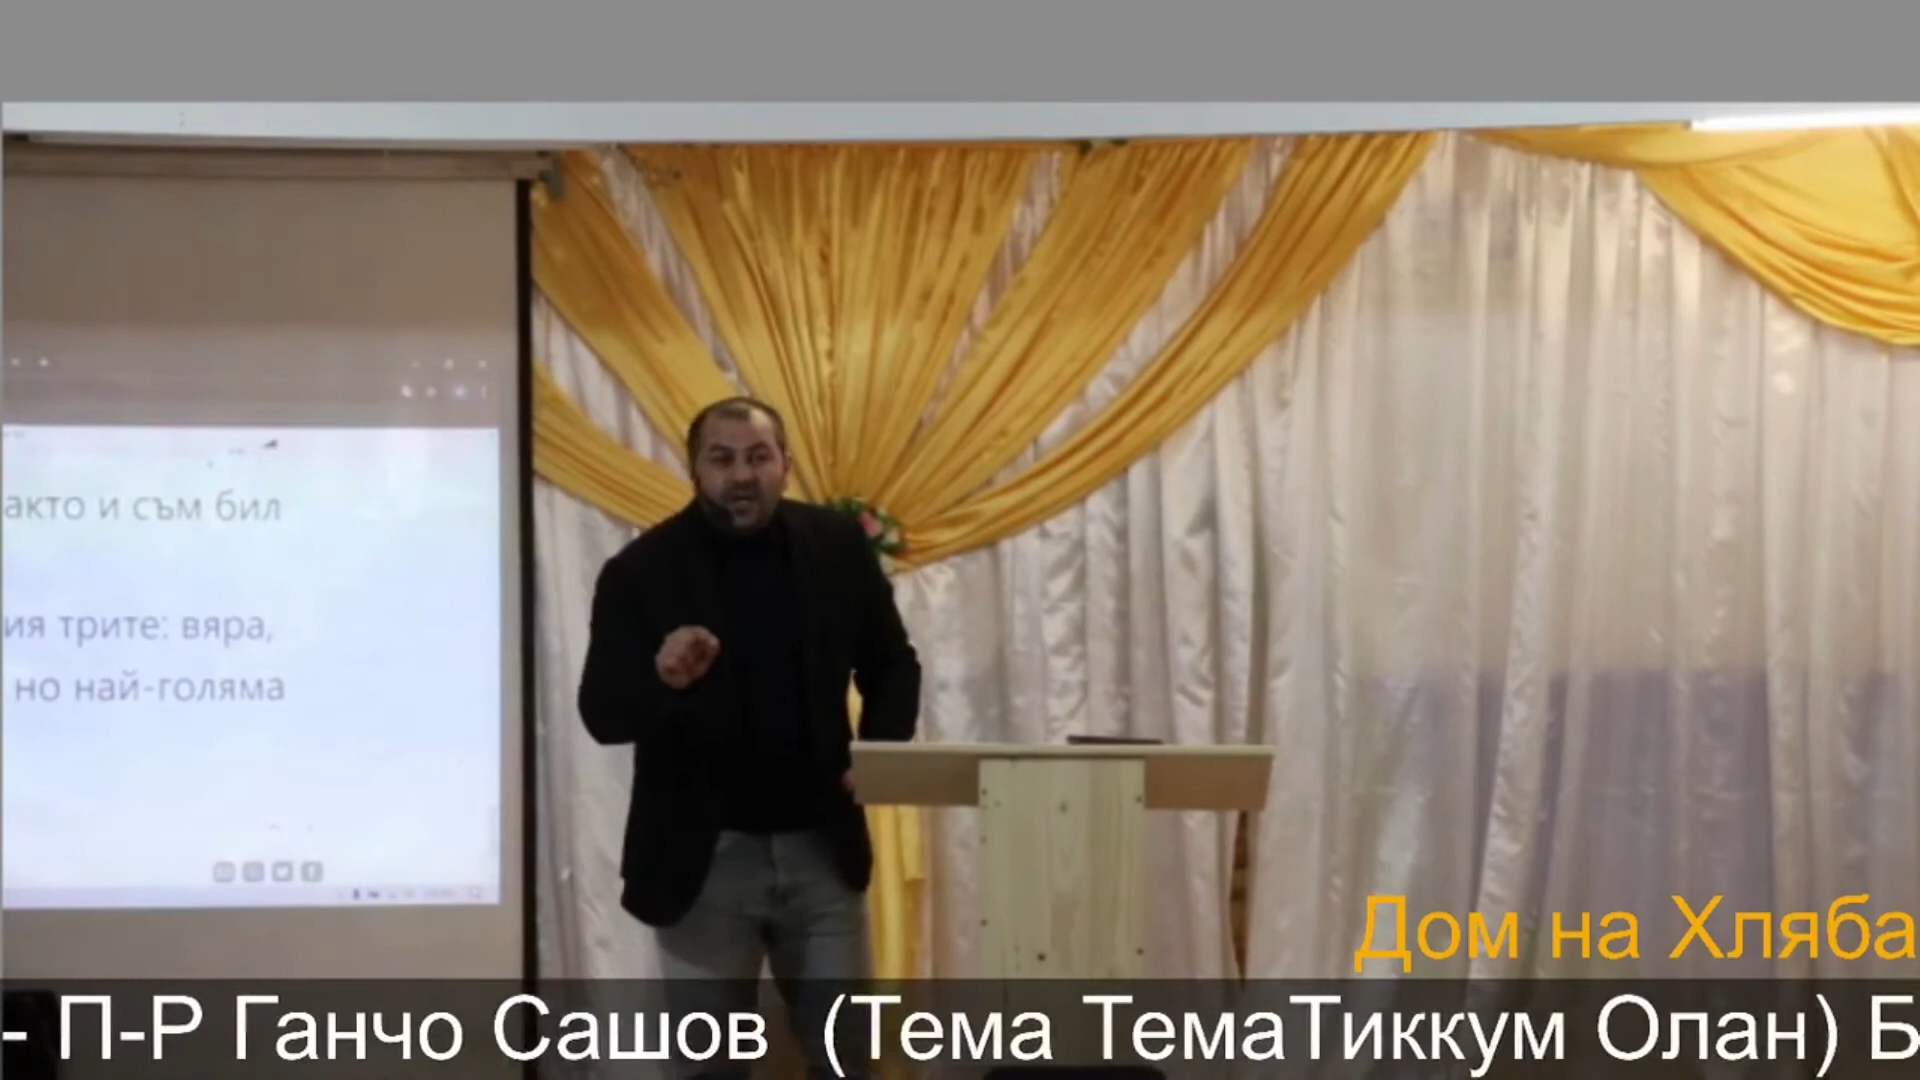 акто и съм бил
ия трите: вяра,
но най-голяма
Дом на Хляба
- П-Р Ганчо Сашов (Тема ТемаТиккум Олан) Б